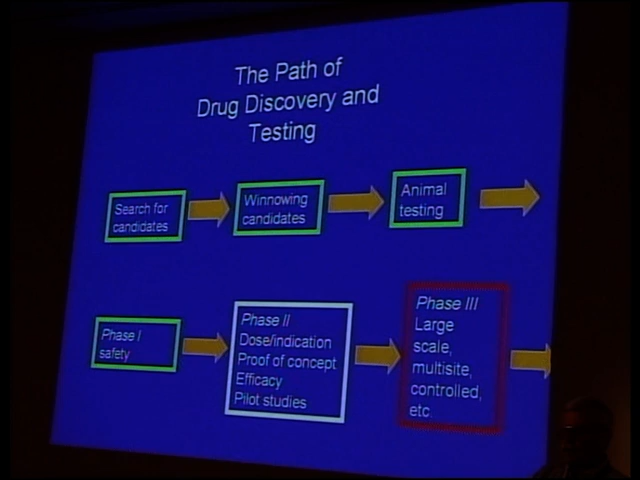 The Path of
Drug Discovery and
Testing
Search for
candidates
Winnowing
candidates
Animal
testing
Phase I
safety
Phase II
Dose/indication
Proof of concept
Efficacy
Pilot studies
Phase III
Large
scale,
multisite,
controlled,
etc.